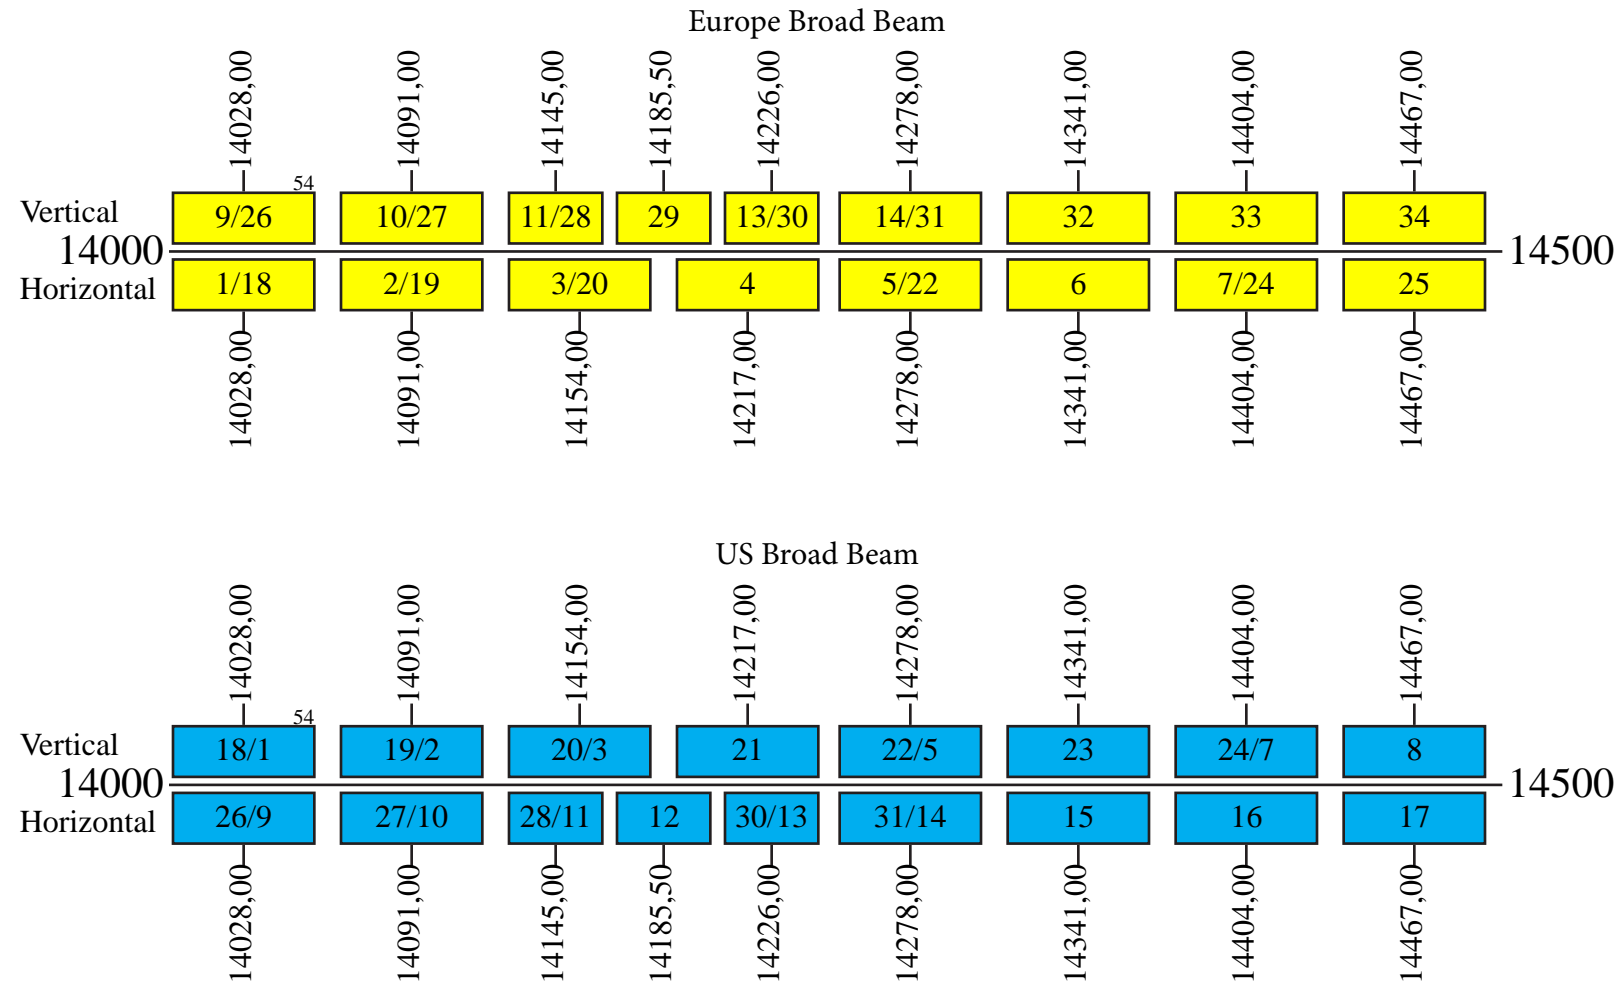 Europe Broad Beam
14028,00 14091,00 14145,00 14185,50 14226,00 14278,00 14341,00 14404,00 14467,00
54
Vertical 9/26 10/27 11/28 29 13/30 14/31 32 33 34
14000 14500
Horizontal 1/18 2/19 3/20 4 5/22 6 7/24 25
14028,00 14091,00 14154,00 14217,00 14278,00 14341,00 14404,00 14467,00
US Broad Beam
14028,00 14091,00 14154,00 14217,00 14278,00 14341,00 14404,00 14467,00
54
Vertical 18/1 19/2 20/3 21 22/5 23 24/7 8
14000 14500
Horizontal 26/9 27/10 28/11 12 30/13 31/14 15 16 17
14028,00 14091,00 14145,00 14185,50 14226,00 14278,00 14341,00 14404,00 14467,00